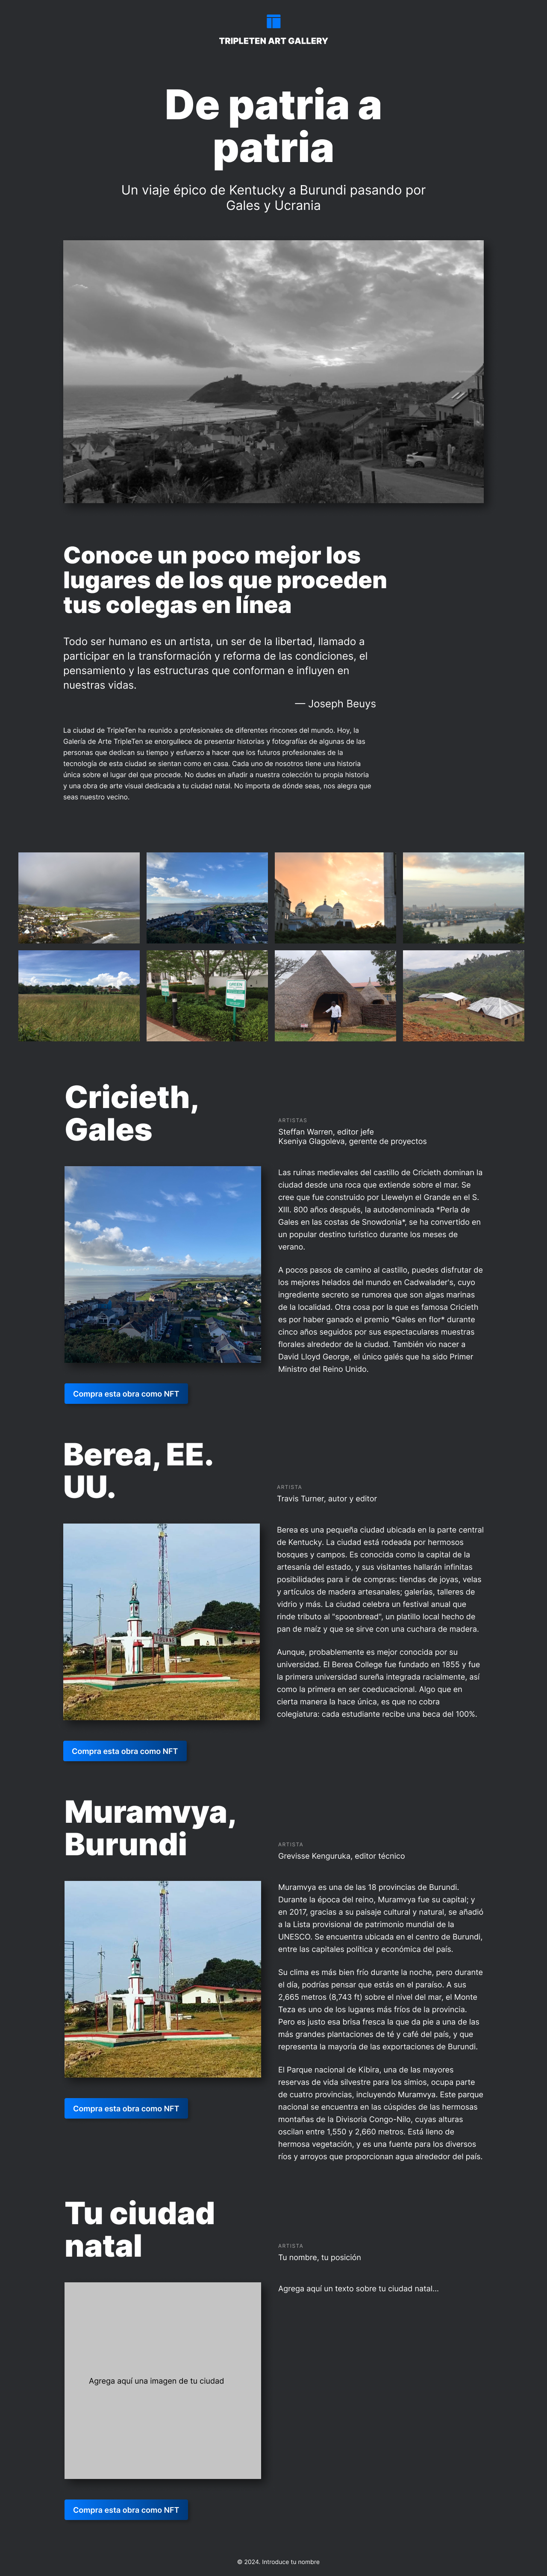 TRIPLETEN ART GALLERY
De patria a
patria
Un viaje épico de Kentucky a Burundi pasando por
Gales y Ucrania
Conoce un poco mejor los
lugares de los que proceden
tus colegas en línea
Todo ser humano es un artista, un ser de la libertad, llamado a
participar en la transformación y reforma de las condiciones, el
pensamiento y las estructuras que conforman e influyen en
nuestras vidas.
— Joseph Beuys
La ciudad de TripleTen ha reunido a profesionales de diferentes rincones del mundo. Hoy, la
Galería de Arte TripleTen se enorgullece de presentar historias y fotografías de algunas de las
personas que dedican su tiempo y esfuerzo a hacer que los futuros profesionales de la
tecnología de esta ciudad se sientan como en casa. Cada uno de nosotros tiene una historia
única sobre el lugar del que procede. No dudes en añadir a nuestra colección tu propia historia
y una obra de arte visual dedicada a tu ciudad natal. No importa de dónde seas, nos alegra que
seas nuestro vecino.
Cricieth,
Gales
ARTISTAS
Steffan Warren, editor jefe
Kseniya Glagoleva, gerente de proyectos
Las ruinas medievales del castillo de Cricieth dominan la
ciudad desde una roca que extiende sobre el mar. Se
cree que fue construido por Llewelyn el Grande en el S.
XIII. 800 años después, la autodenominada *Perla de
Gales en las costas de Snowdonia*, se ha convertido en
un popular destino turístico durante los meses de
verano.
A pocos pasos de camino al castillo, puedes disfrutar de
los mejores helados del mundo en Cadwalader's, cuyo
ingrediente secreto se rumorea que son algas marinas
de la localidad. Otra cosa por la que es famosa Cricieth
es por haber ganado el premio *Gales en flor* durante
cinco años seguidos por sus espectaculares muestras
florales alrededor de la ciudad. También vio nacer a
David Lloyd George, el único galés que ha sido Primer
Ministro del Reino Unido.
Compra esta obra como NFT
Berea, EE.
UU.
ARTISTA
Travis Turner, autor y editor
Berea es una pequeña ciudad ubicada en la parte central
de Kentucky. La ciudad está rodeada por hermosos
bosques y campos. Es conocida como la capital de la
artesanía del estado, y sus visitantes hallarán infinitas
posibilidades para ir de compras: tiendas de joyas, velas
y artículos de madera artesanales; galerías, talleres de
vidrio y más. La ciudad celebra un festival anual que
rinde tributo al "spoonbread", un platillo local hecho de
pan de maíz y que se sirve con una cuchara de madera.
Aunque, probablemente es mejor conocida por su
universidad. El Berea College fue fundado en 1855 y fue
la primera universidad sureña integrada racialmente, así
como la primera en ser coeducacional. Algo que en
cierta manera la hace única, es que no cobra
colegiatura: cada estudiante recibe una beca del 100%.
Compra esta obra como NFT
Muramvya,
Burundi
ARTISTA
Grevisse Kenguruka, editor técnico
Muramvya es una de las 18 provincias de Burundi.
Durante la época del reino, Muramvya fue su capital; y
en 2017, gracias a su paisaje cultural y natural, se añadió
a la Lista provisional de patrimonio mundial de la
UNESCO. Se encuentra ubicada en el centro de Burundi,
entre las capitales política y económica del país.
Su clima es más bien frío durante la noche, pero durante
el día, podrías pensar que estás en el paraíso. A sus
2,665 metros (8,743 ft) sobre el nivel del mar, el Monte
Teza es uno de los lugares más fríos de la provincia.
Pero es justo esa brisa fresca la que da pie a una de las
más grandes plantaciones de té y café del país, y que
representa la mayoría de las exportaciones de Burundi.
El Parque nacional de Kibira, una de las mayores
reservas de vida silvestre para los simios, ocupa parte
de cuatro provincias, incluyendo Muramvya. Este parque
nacional se encuentra en las cúspides de las hermosas
montañas de la Divisoria Congo-Nilo, cuyas alturas
oscilan entre 1,550 y 2,660 metros. Está lleno de
hermosa vegetación, y es una fuente para los diversos
ríos y arroyos que proporcionan agua alrededor del país.
Compra esta obra como NFT
Tu ciudad
natal
ARTISTA
Tu nombre, tu posición
Agrega aquí un texto sobre tu ciudad natal...
Agrega aquí una imagen de tu ciudad
Compra esta obra como NFT
© 2024. Introduce tu nombre